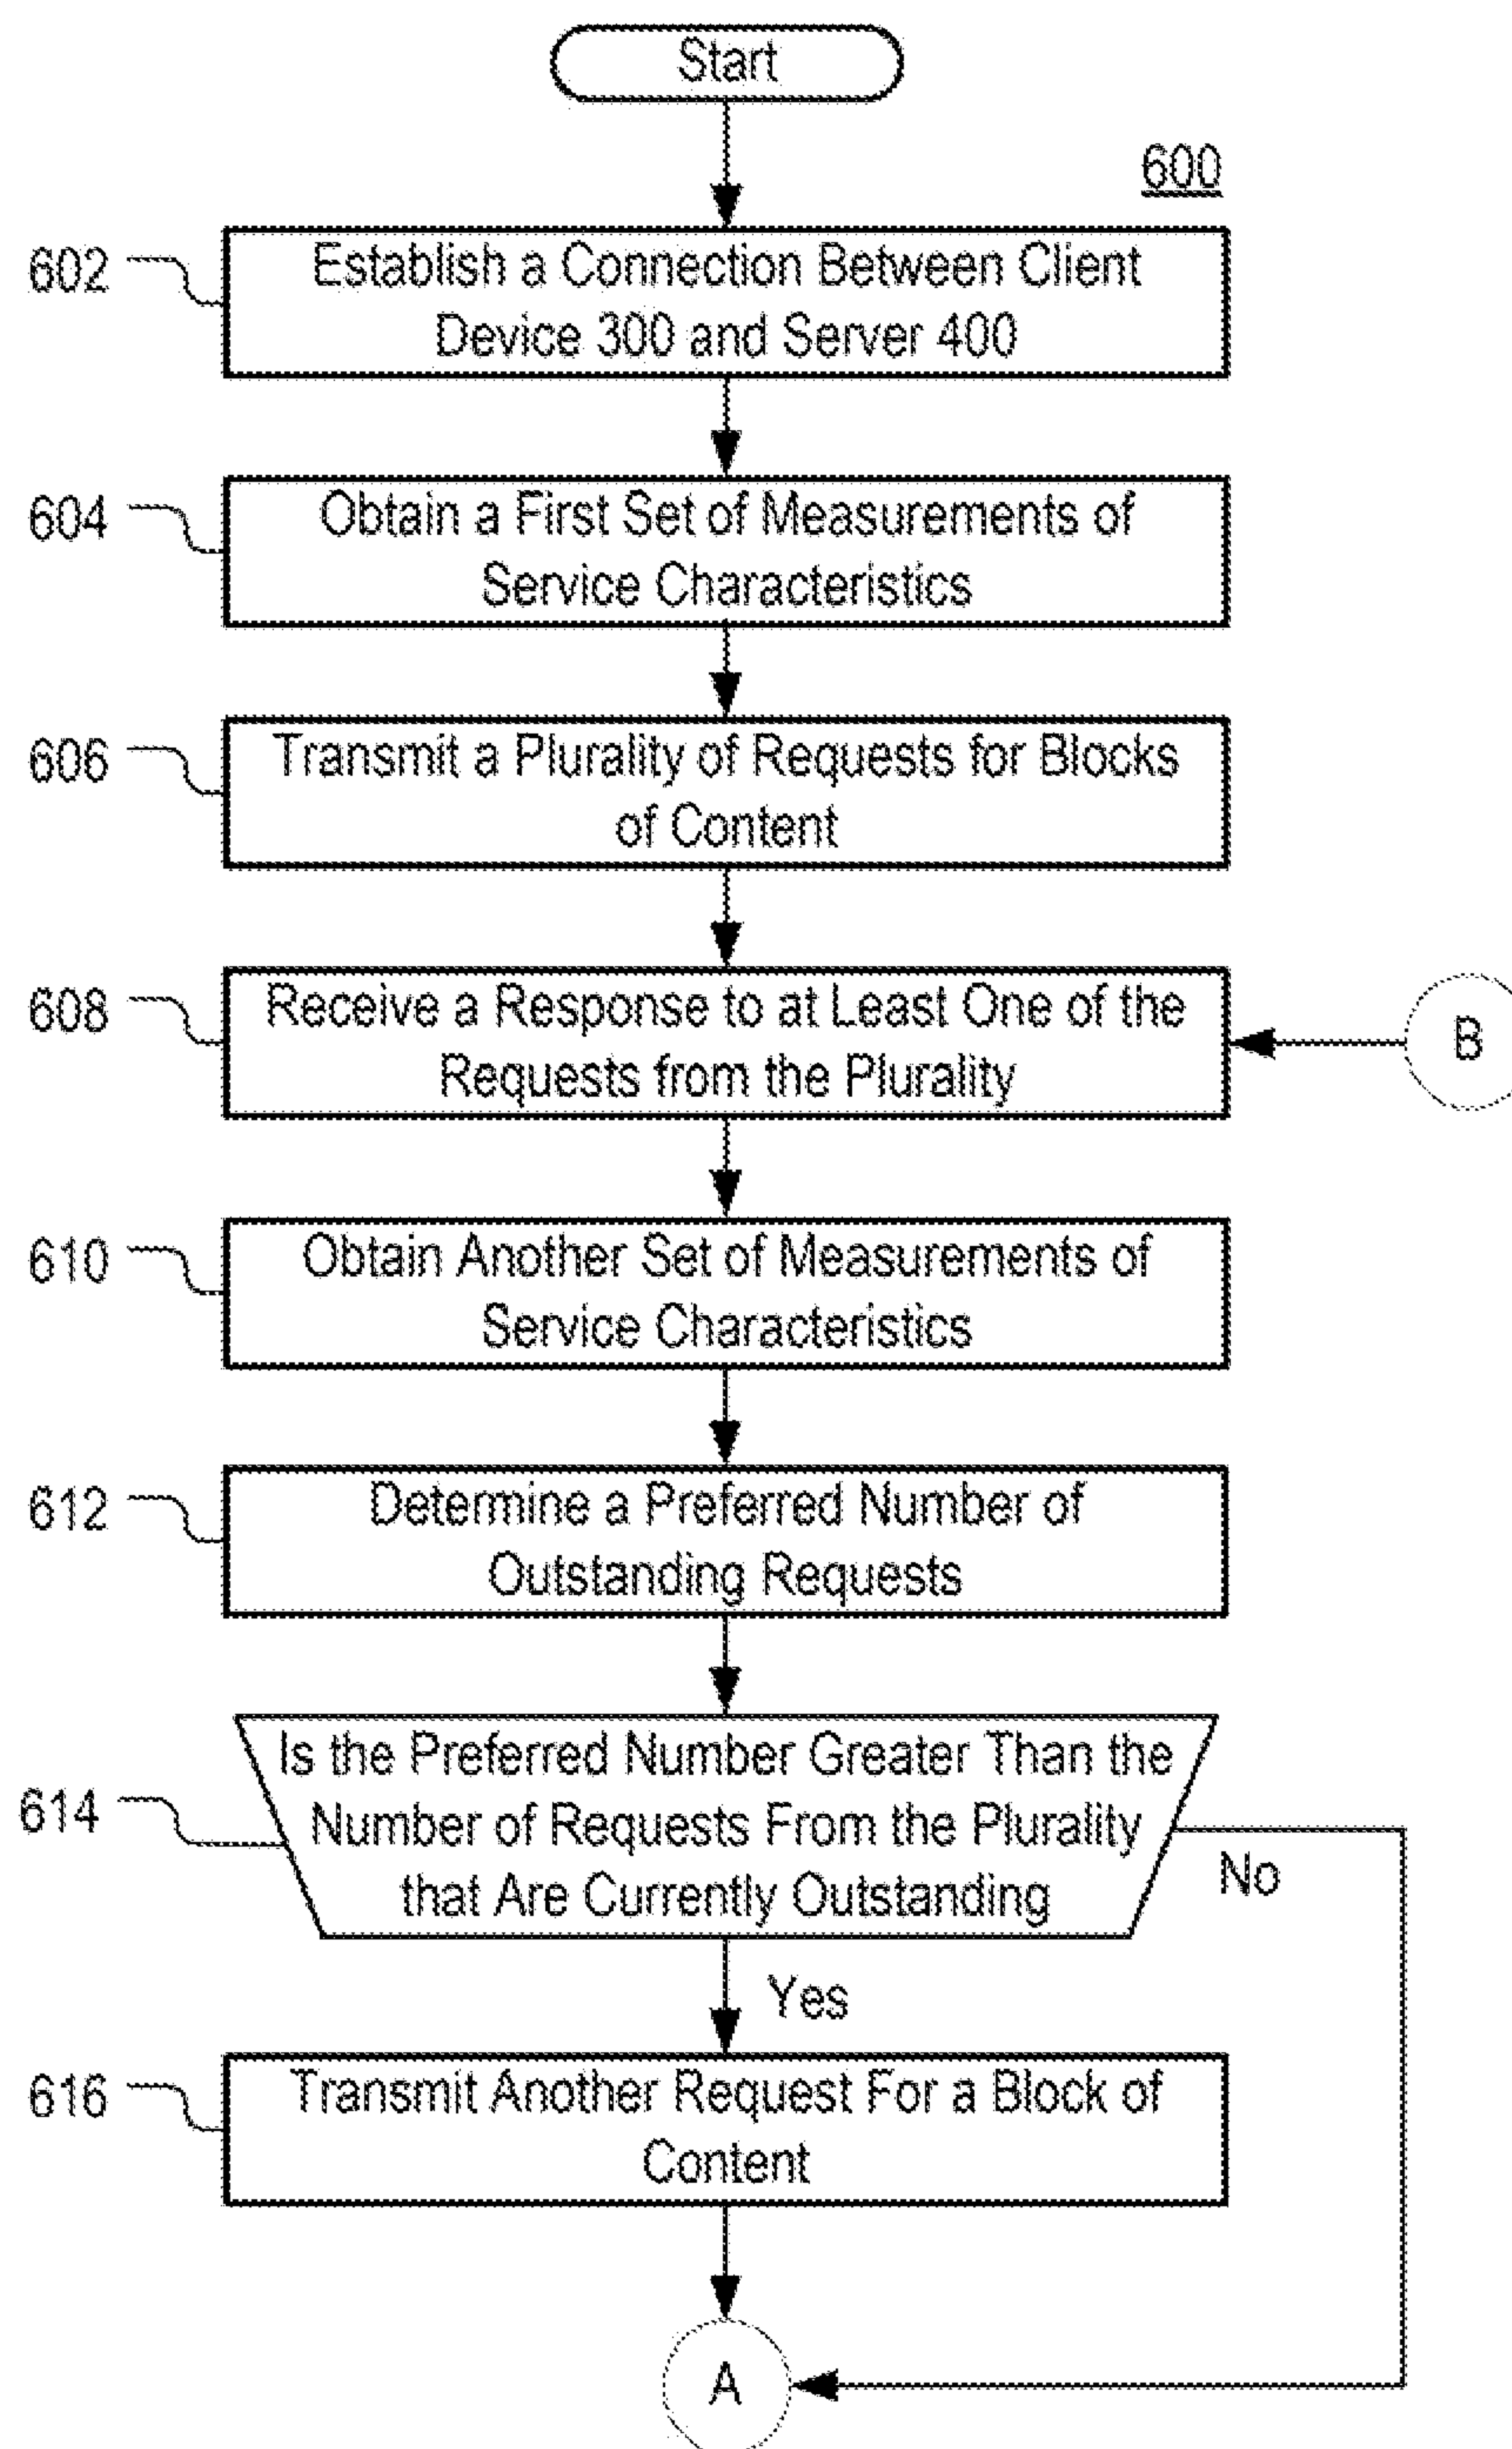 Start
600
602
Establish a Connection Between Client
Device 300 and Server 400
604
Obtain a First Set of Measurements of
Service Characteristics
606
Transmit a Plurality of Requests for Blocks
of Content
608
Receive a Response to at Least One of the
Requests from the Plurality
B
610
Obtain Another Set of Measurements of
Service Characteristics
612
Determine a Preferred Number of
Outstanding Requests
614
Is the Preferred Number Greater Than the
Number of Requests From the Plurality
that Are Currently Outstanding
No
Yes
616
Transmit Another Request For a Block of
Content
A